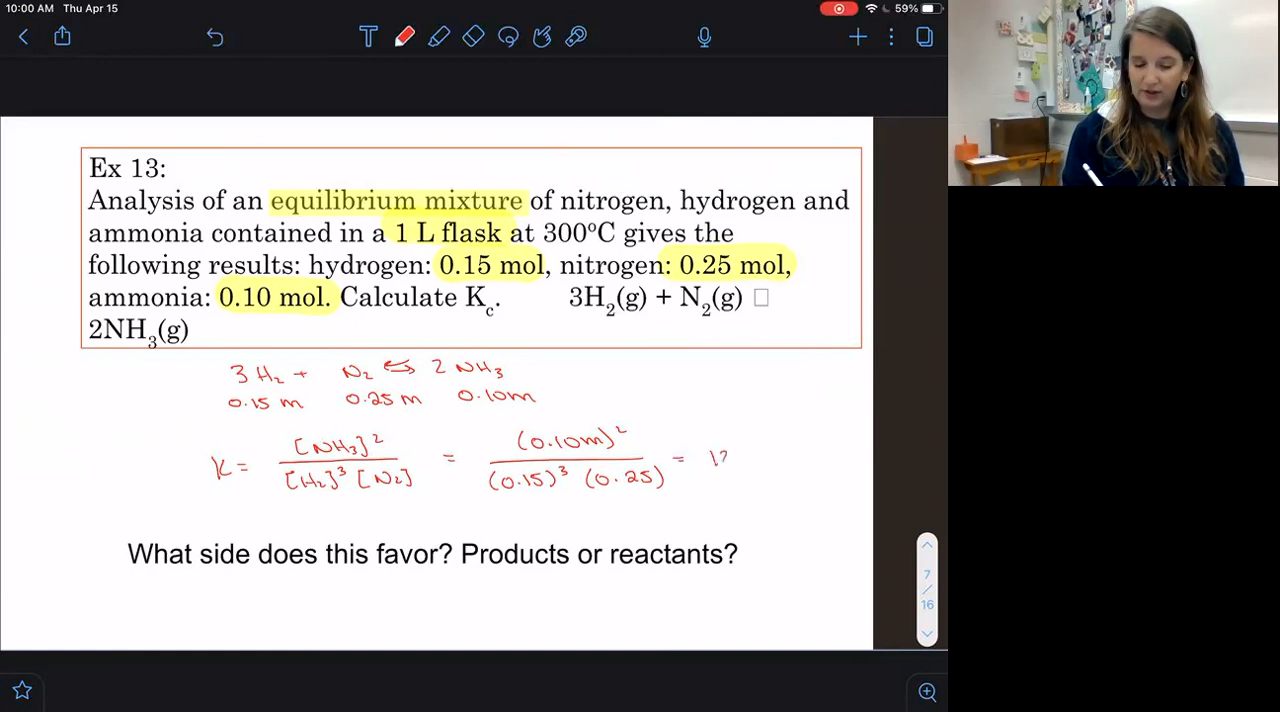 10:00 AM Thu Apr 15
59%
Ex 13:
Analysis of an equilibrium mixture of nitrogen, hydrogen and
ammonia contained in a 1 L flask at 300ºC gives the
following results: hydrogen: 0.15 mol, nitrogen: 0.25 mol,
ammonia: 0.10 mol. Calculate Kc. 3H2(g) + N2(g) □
2NH3(g)
3 H2 + N2 ⇌ 2 NH3
0.15 m 0.25 m 0.10m
K = [NH3]² / [H2]³ [N2] = (0.10m)² / (0.15)³ (0.25) = 12
What side does this favor? Products or reactants?
7
/
16